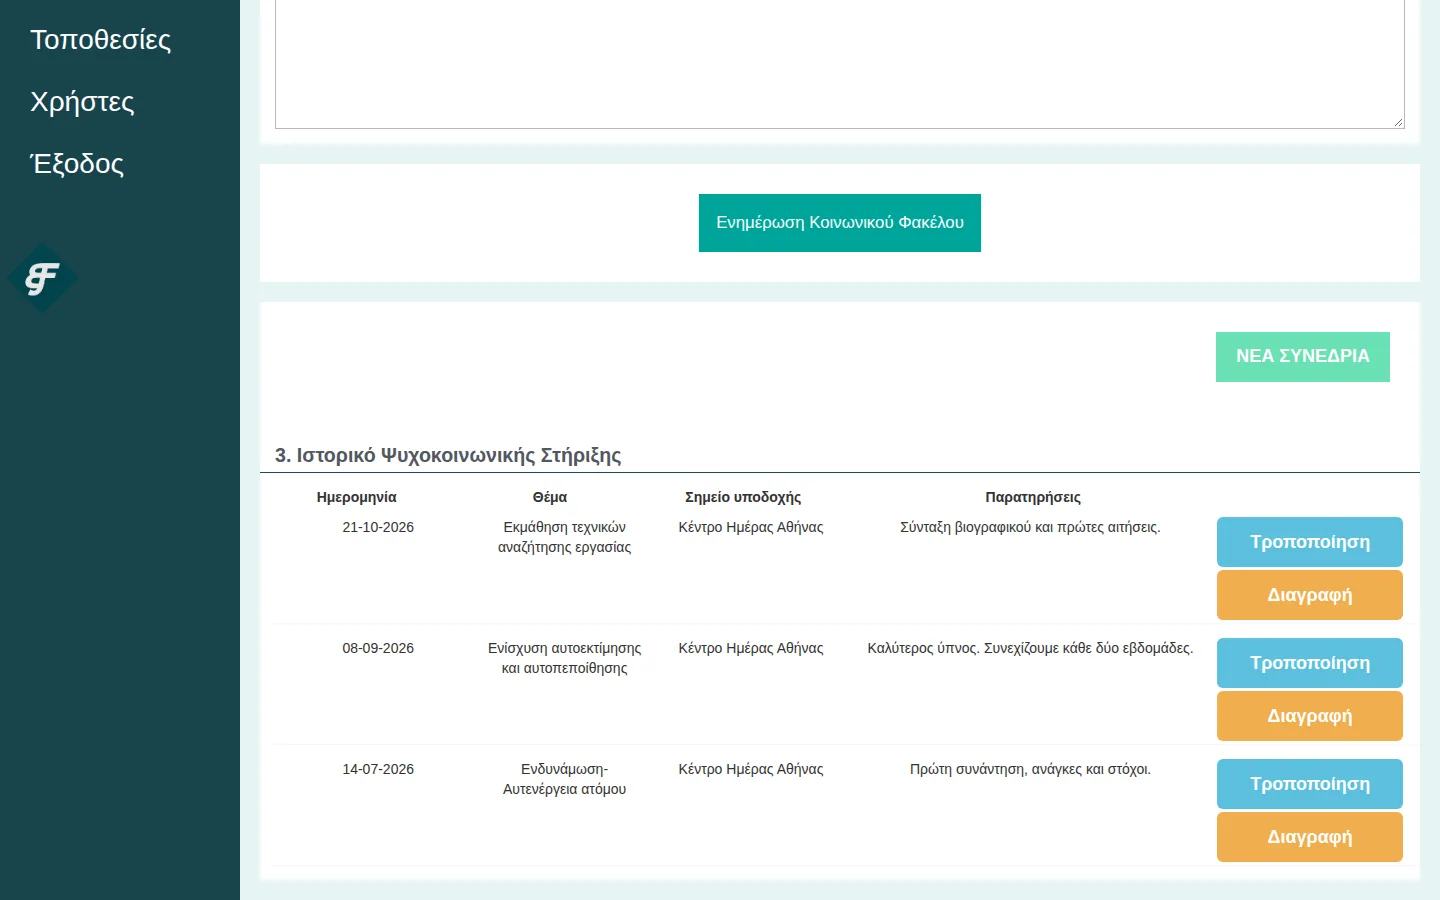 Τοποθεσίες
Χρήστες
Έξοδος
Ενημέρωση Κοινωνικού Φακέλου
ΝΕΑ ΣΥΝΕΔΡΙΑ
3. Ιστορικό Ψυχοκοινωνικής Στήριξης
Ημερομηνία Θέμα Σημείο υποδοχής Παρατηρήσεις
21-10-2026 Εκμάθηση τεχνικών αναζήτησης εργασίας Κέντρο Ημέρας Αθήνας Σύνταξη βιογραφικού και πρώτες αιτήσεις.
Τροποποίηση
Διαγραφή
08-09-2026 Ενίσχυση αυτοεκτίμησης και αυτοπεποίθησης Κέντρο Ημέρας Αθήνας Καλύτερος ύπνος. Συνεχίζουμε κάθε δύο εβδομάδες.
Τροποποίηση
Διαγραφή
14-07-2026 Ενδυνάμωση-Αυτενέργεια ατόμου Κέντρο Ημέρας Αθήνας Πρώτη συνάντηση, ανάγκες και στόχοι.
Τροποποίηση
Διαγραφή